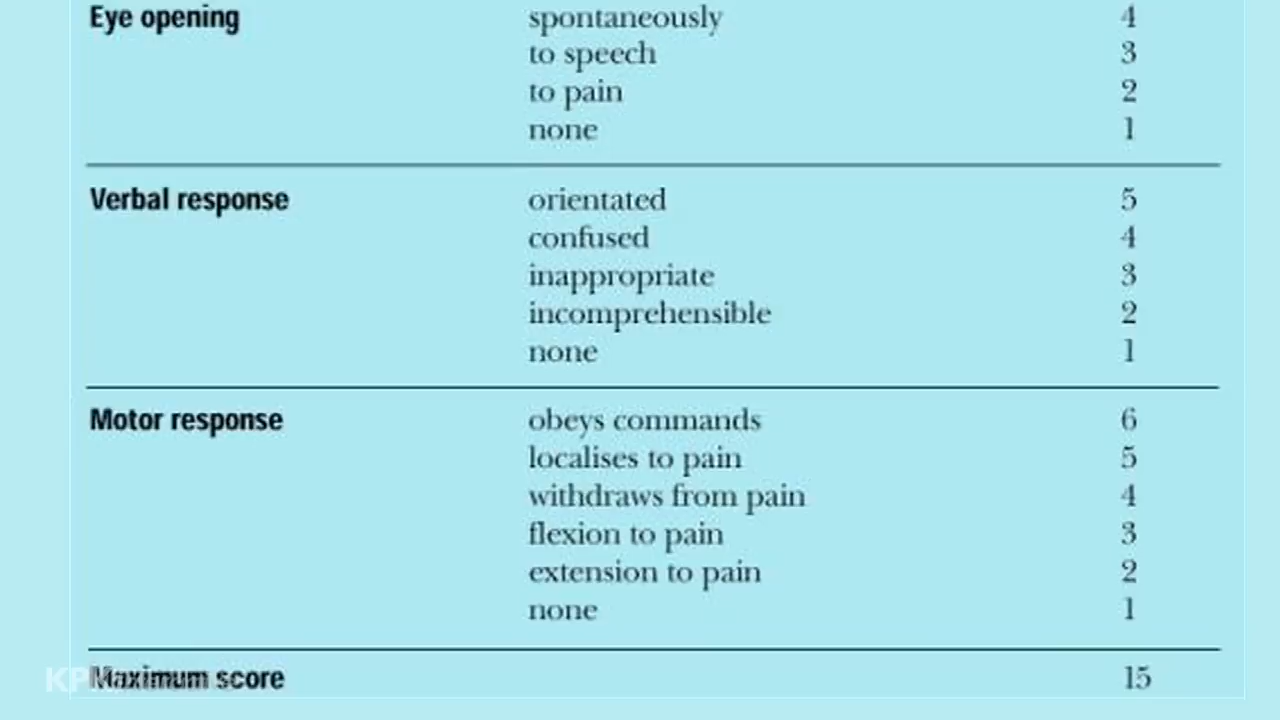 Eye opening spontaneously 4
to speech 3
to pain 2
none 1
Verbal response orientated 5
confused 4
inappropriate 3
incomprehensible 2
none 1
Motor response obeys commands 6
localises to pain 5
withdraws from pain 4
flexion to pain 3
extension to pain 2
none 1
Maximum score 15